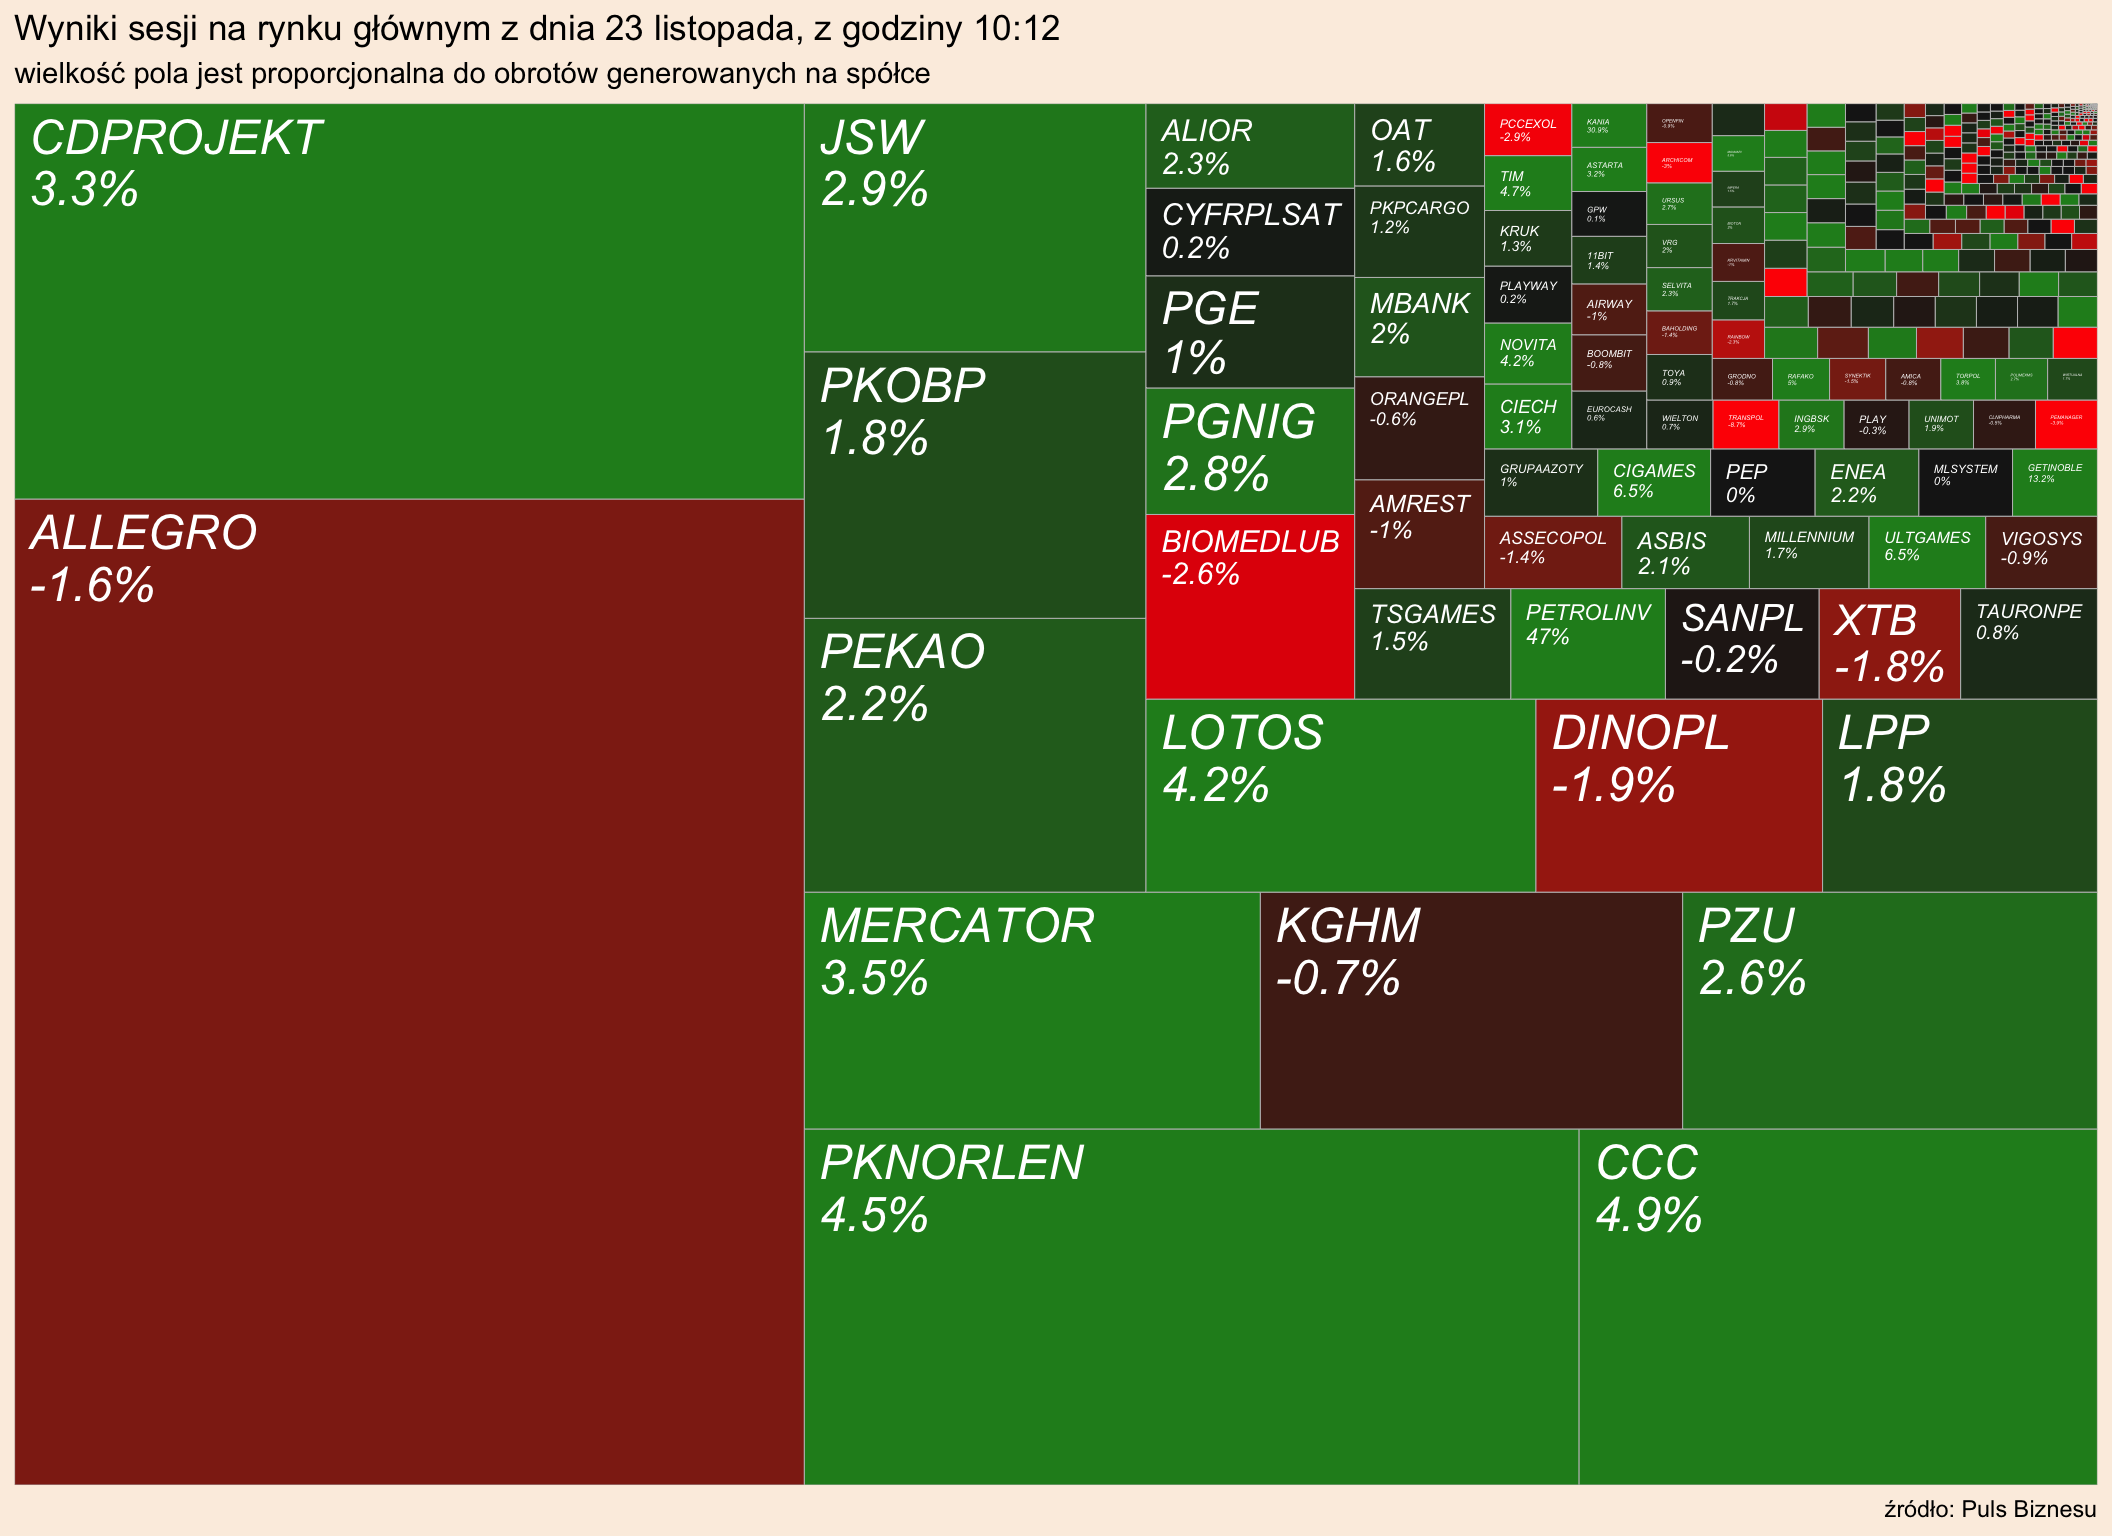 Wyniki sesji na rynku głównym z dnia 23 listopada, z godziny 10:12
wielkość pola jest proporcjonalna do obrotów generowanych na spółce
CDPROJEKT
3.3%
ALLEGRO
-1.6%
JSW
2.9%
PKOBP
1.8%
PEKAO
2.2%
MERCATOR
3.5%
KGHM
-0.7%
PZU
2.6%
PKNORLEN
4.5%
CCC
4.9%
ALIOR
2.3%
CYFRPLSAT
0.2%
PGE
1%
PGNIG
2.8%
BIOMEDLUB
-2.6%
LOTOS
4.2%
DINOPL
-1.9%
LPP
1.8%
OAT
1.6%
PKPCARGO
1.2%
MBANK
2%
ORANGEPL
-0.6%
AMREST
-1%
TSGAMES
1.5%
PETROLINV
47%
SANPL
-0.2%
XTB
-1.8%
TAURONPE
0.8%
PCCEXOL
-2.9%
TIM
4.7%
KRUK
1.3%
PLAYWAY
0.2%
NOVITA
4.2%
CIECH
3.1%
GRUPAAZOTY
1%
CIGAMES
6.5%
PEP
0%
ENEA
2.2%
MLSYSTEM
0%
GETINOBLE
13.2%
ASSECOPOL
-1.4%
ASBIS
2.1%
MILLENNIUM
1.7%
ULTGAMES
6.5%
VIGOSYS
-0.9%
KANIA
30.9%
ASTARTA
3.2%
GPW
0.1%
11BIT
1.4%
AIRWAY
-1%
BOOMBIT
-0.8%
EUROCASH
0.6%
OPENFIN
ARCHICOM
-3%
URSUS
2.7%
VRG
2%
SELVITA
2.3%
BAHOLDING
-1.4%
TOYA
0.9%
WIELTON
0.7%
TRAKCJA
1.7%
RAINBOW
-2.3%
GRODNO
-0.8%
RAFAKO
5%
SYNEKTIK
-1.5%
AMICA
-0.8%
TORPOL
3.8%
TRANSPOL
-8.7%
INGBSK
2.9%
PLAY
-0.3%
UNIMOT
1.9%
CLNPHARMA
PEMANAGER
źródło: Puls Biznesu